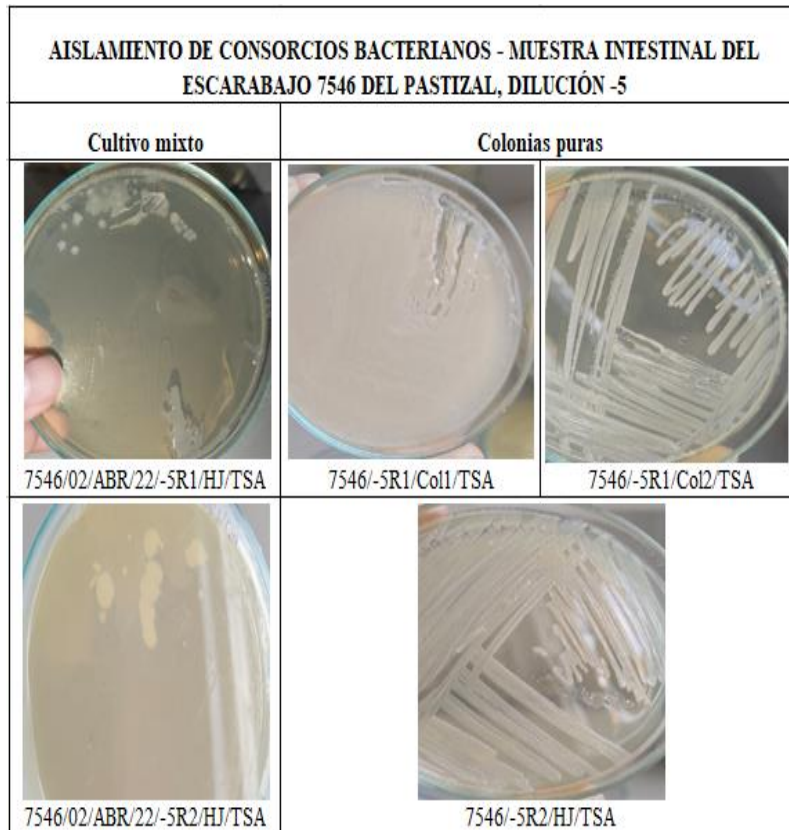 AISLAMIENTO DE CONSORCIOS BACTERIANOS - MUESTRA INTESTINAL DEL
ESCARABAJO 7546 DEL PASTIZAL, DILUCIÓN -5
Cultivo mixto
Colonias puras
7546/02/ABR/22/-5R1/HJ/TSA
7546/-5R1/Col1/TSA
7546/-5R1/Col2/TSA
7546/02/ABR/22/-5R2/HJ/TSA
7546/-5R2/HJ/TSA